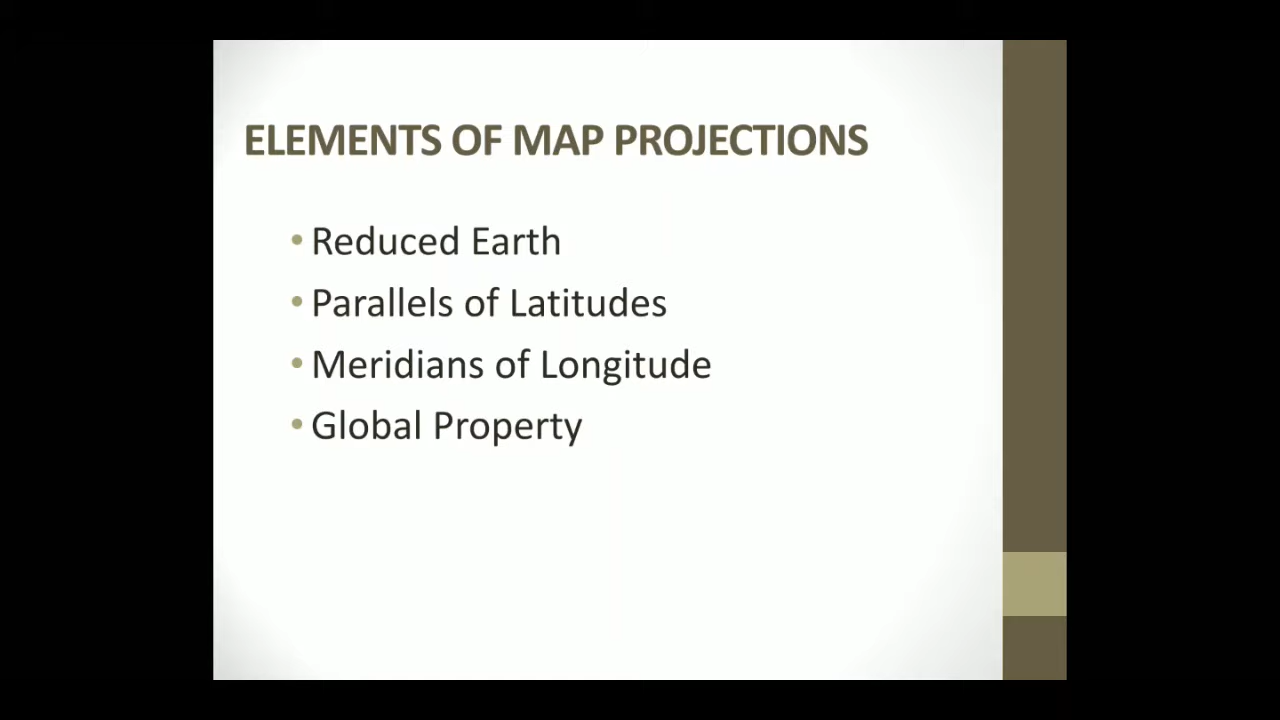 ELEMENTS OF MAP PROJECTIONS
• Reduced Earth
• Parallels of Latitudes
• Meridians of Longitude
• Global Property